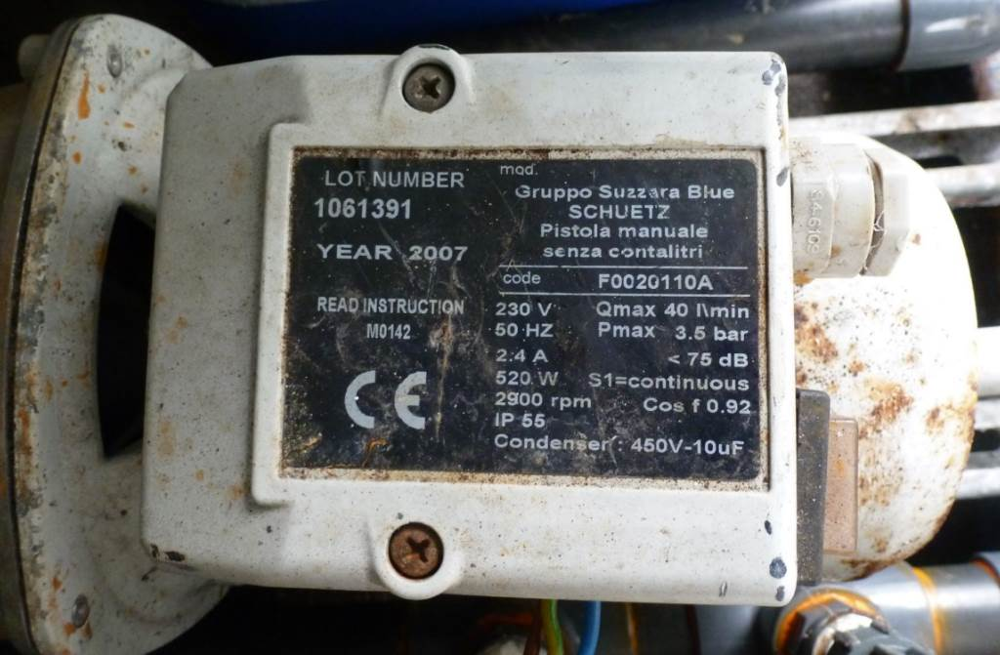 LOT NUMBER
1061391
YEAR 2007
READ INSTRUCTION
M0142
CE
mod.
Gruppo Suzzara Blue
SCHUETZ
Pistola manuale
senza contalitri
code F0020110A
230 V Qmax 40 l\min
50 HZ Pmax 3.5 bar
2.4 A < 75 dB
520 W S1=continuous
2900 rpm Cos f 0.92
IP 55
Condenser : 450V-10uF